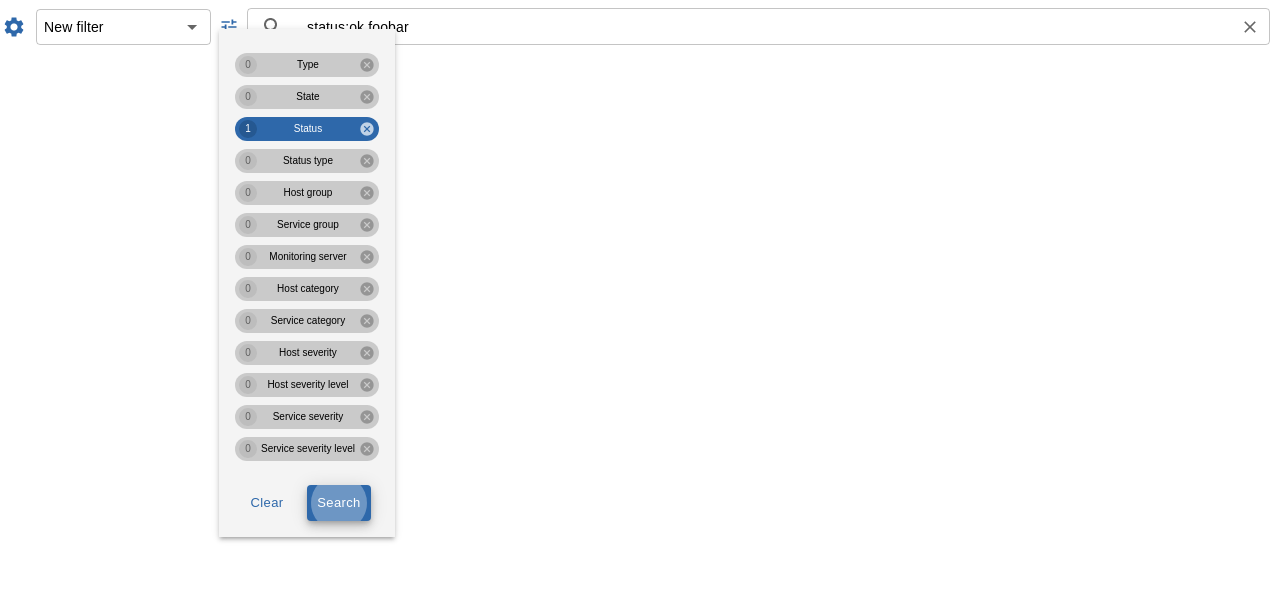 New filter
status:ok foobar
0 Type
0 State
1 Status
0 Status type
0 Host group
0 Service group
0 Monitoring server
0 Host category
0 Service category
0 Host severity
0 Host severity level
0 Service severity
0 Service severity level
Clear Search